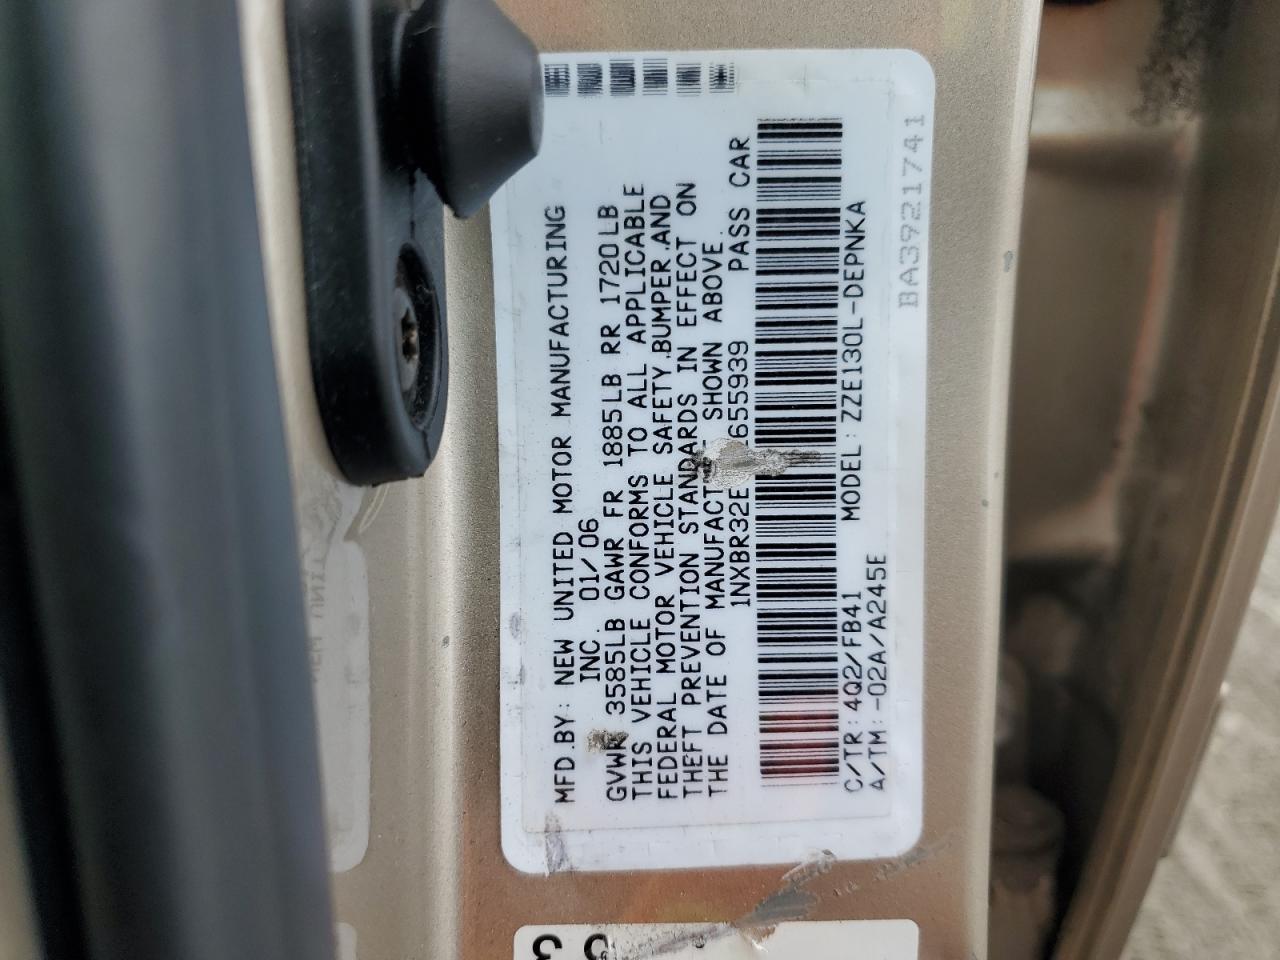 MFD.BY: NEW UNITED MOTOR MANUFACTURING
INC. 01/06
GVWR 3585LB GAWR FR 1885LB RR 1720LB
THIS VEHICLE CONFORMS TO ALL APPLICABLE
FEDERAL MOTOR VEHICLE SAFETY,BUMPER,AND
THEFT PREVENTION STANDARDS IN EFFECT ON
THE DATE OF SHOWN ABOVE.
1NXBR32E 655939 PASS CAR
MODEL: ZZE130L-DEPNKA
C/TR: 4Q2/FB41
A/TM: -02A/A245E
BA3921741